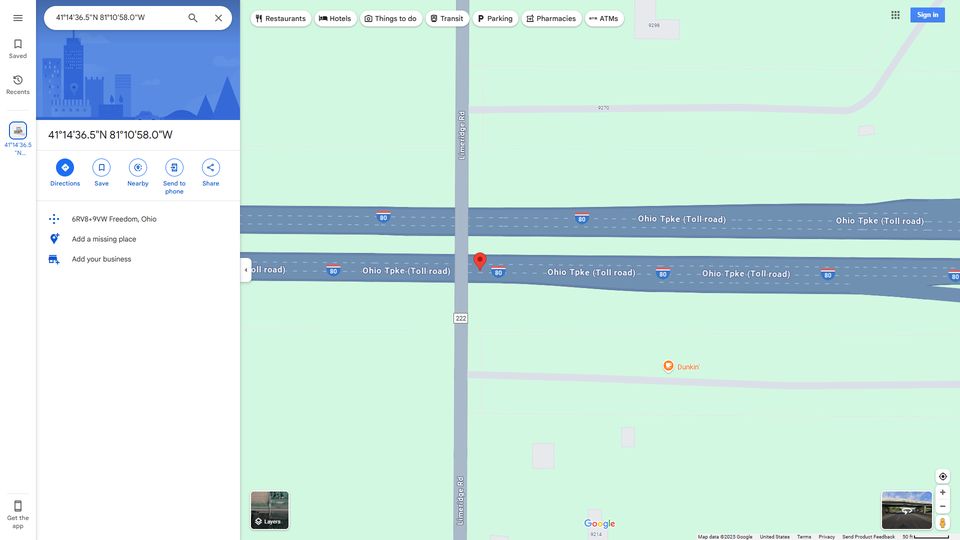 41°14'36.5"N 81°10'58.0"W
Restaurants
Hotels
Things to do
Transit
Parking
Pharmacies
ATMs
Sign in
Saved
Recents
41°14'36.5
"N...
41°14'36.5"N 81°10'58.0"W
Directions
Save
Nearby
Send to
phone
Share
6RV8+9VW Freedom, Ohio
Add a missing place
Add your business
Get the
app
9298
9270
Limeridge Rd
80
80
Ohio Tpke (Toll road)
Ohio Tpke (Toll road)
oll road)
80
Ohio Tpke (Toll road)
80
Ohio Tpke (Toll road)
80
Ohio Tpke (Toll road)
80
80
222
Dunkin'
Limeridge Rd
Layers
Google
9214
Map data ©2025 Google
United States
Terms
Privacy
Send Product Feedback
50 ft